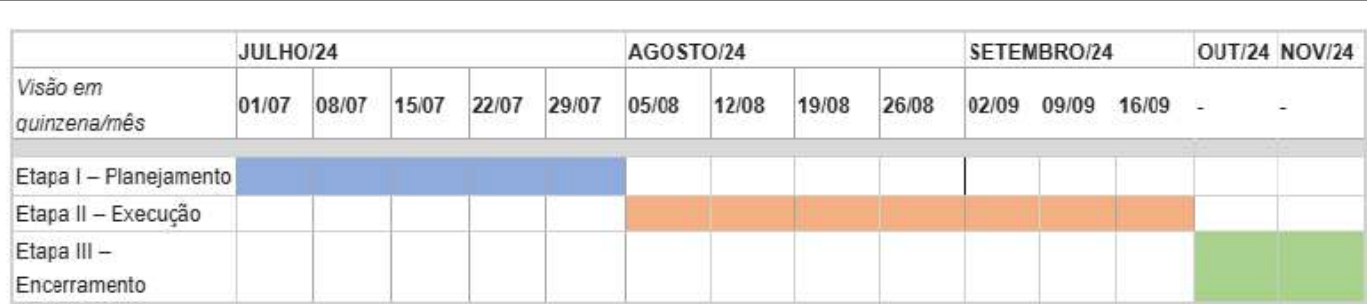 JULHO/24 AGOSTO/24 SETEMBRO/24 OUT/24 NOV/24
Visão em
quinzena/mês
01/07 08/07 15/07 22/07 29/07 05/08 12/08 19/08 26/08 02/09 09/09 16/09 - -
Etapa I – Planejamento
Etapa II – Execução
Etapa III –
Encerramento